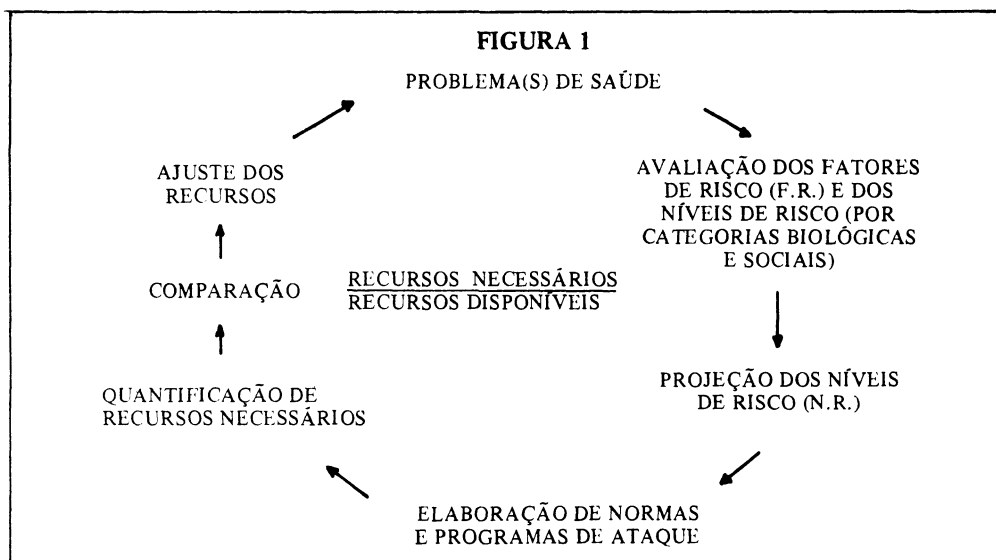 FIGURA 1
PROBLEMA(S) DE SAÚDE
AVALIAÇÃO DOS FATORES
DE RISCO (F.R.) E DOS
NÍVEIS DE RISCO (POR
CATEGORIAS BIOLÓGICAS
E SOCIAIS)
PROJEÇÃO DOS NÍVEIS
DE RISCO (N.R.)
ELABORAÇÃO DE NORMAS
E PROGRAMAS DE ATAQUE
QUANTIFICAÇÃO DE
RECURSOS NECESSÁRIOS
COMPARAÇÃO
RECURSOS NECESSÁRIOS
RECURSOS DISPONÍVEIS
AJUSTE DOS
RECURSOS